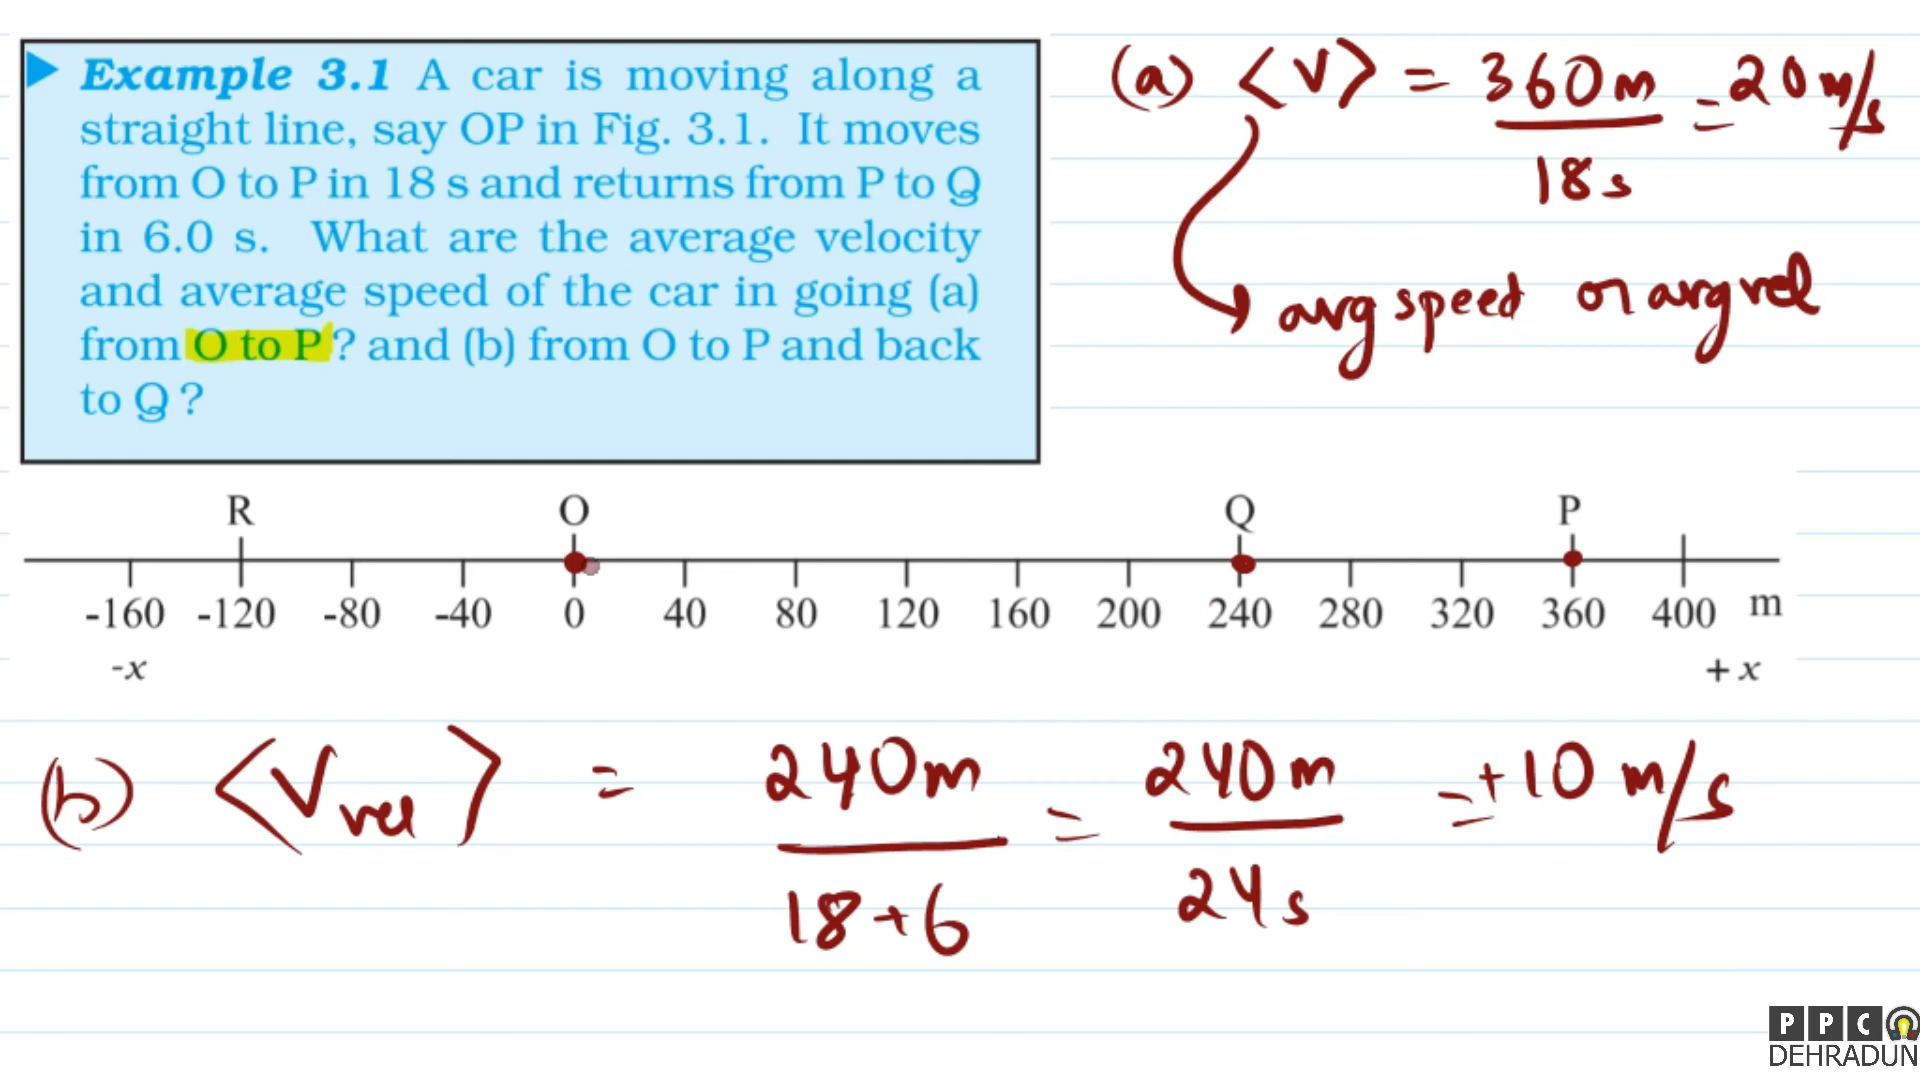 Example 3.1 A car is moving along a
straight line, say OP in Fig. 3.1. It moves
from O to P in 18 s and returns from P to Q
in 6.0 s. What are the average velocity
and average speed of the car in going (a)
from O to P ? and (b) from O to P and back
to Q ?
(a) <V> = 360m = 20m/s
18s
avg speed or avg vel
R O Q P
-160 -120 -80 -40 0 40 80 120 160 200 240 280 320 360 400 m
-x +x
(b) <Vvel> = 240m = 240m = +10 m/s
18+6 24s
PPC
DEHRADUN